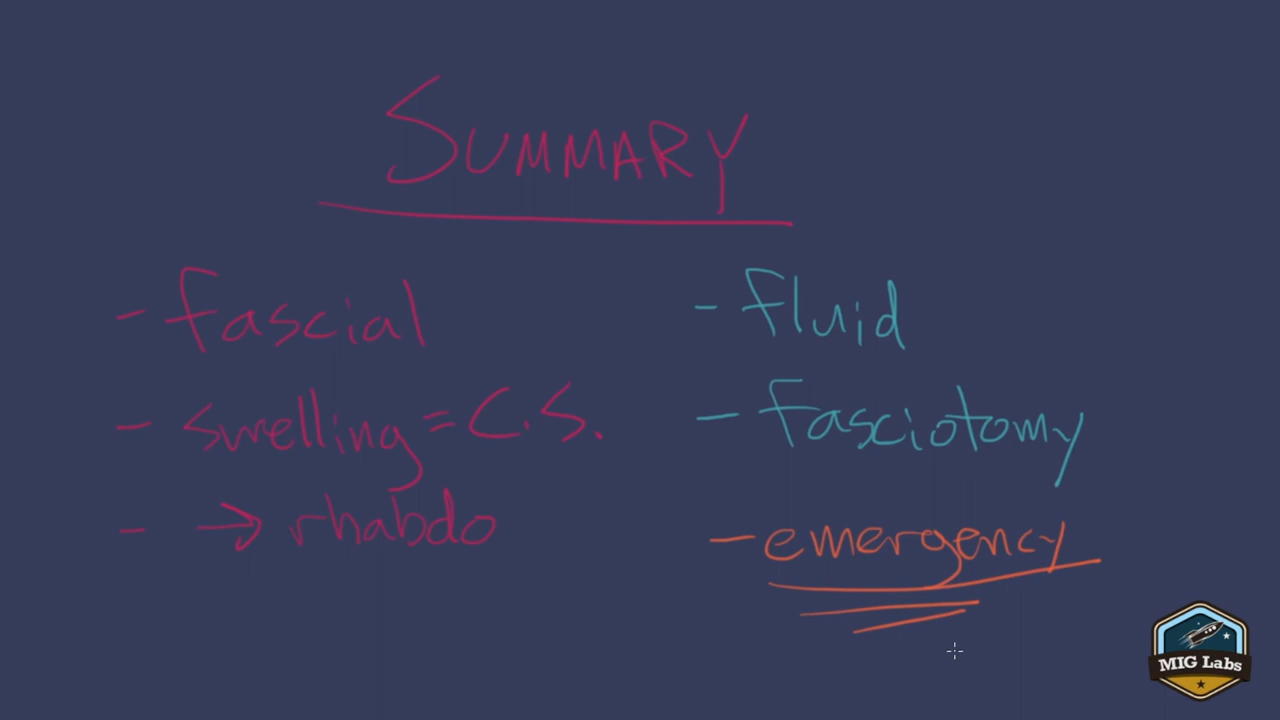 SUMMARY
- fascial
- swelling = C.S.
- → rhabdo
- fluid
- fasciotomy
- emergency
MIG Labs